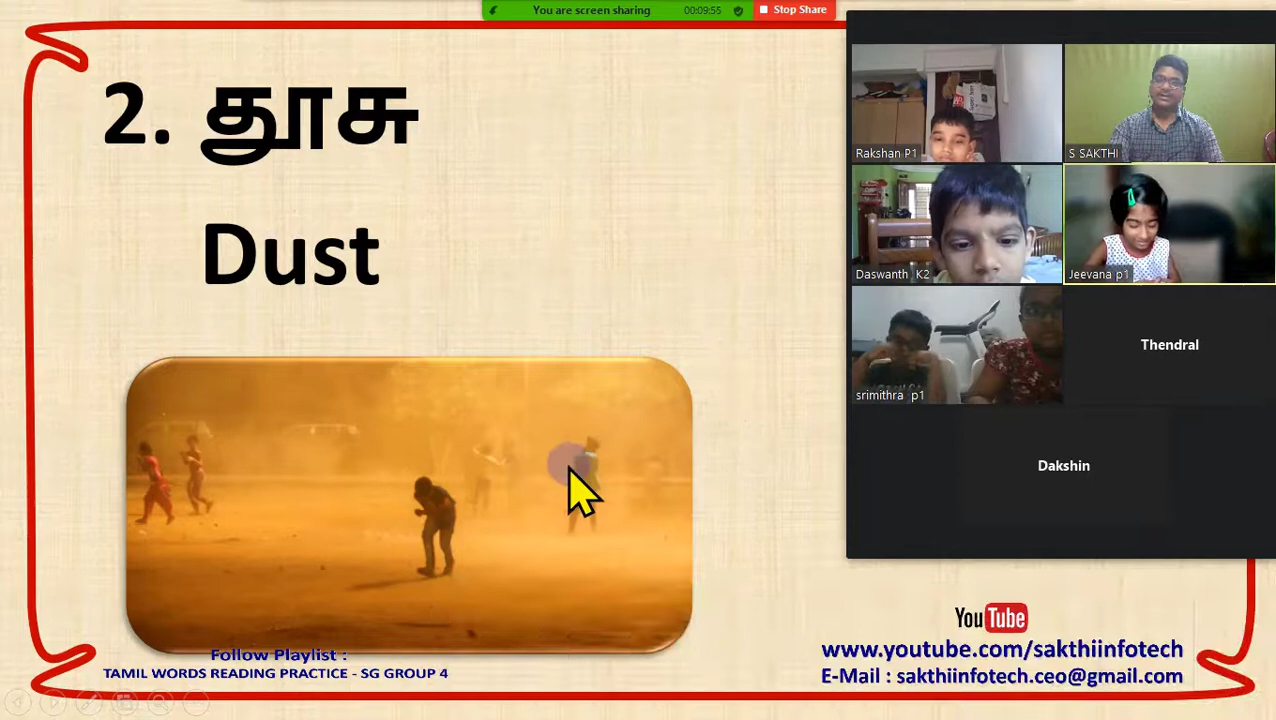 You are screen sharing 00:09:55 Stop Share
2. தூசு
Dust
Rakshan P1
S SAKTHI
Daswanth K2
Jeevana p1
srimithra p1
Thendral
Dakshin
Follow Playlist :
TAMIL WORDS READING PRACTICE - SG GROUP 4
YouTube
www.youtube.com/sakthiinfotech
E-Mail : sakthiinfotech.ceo@gmail.com